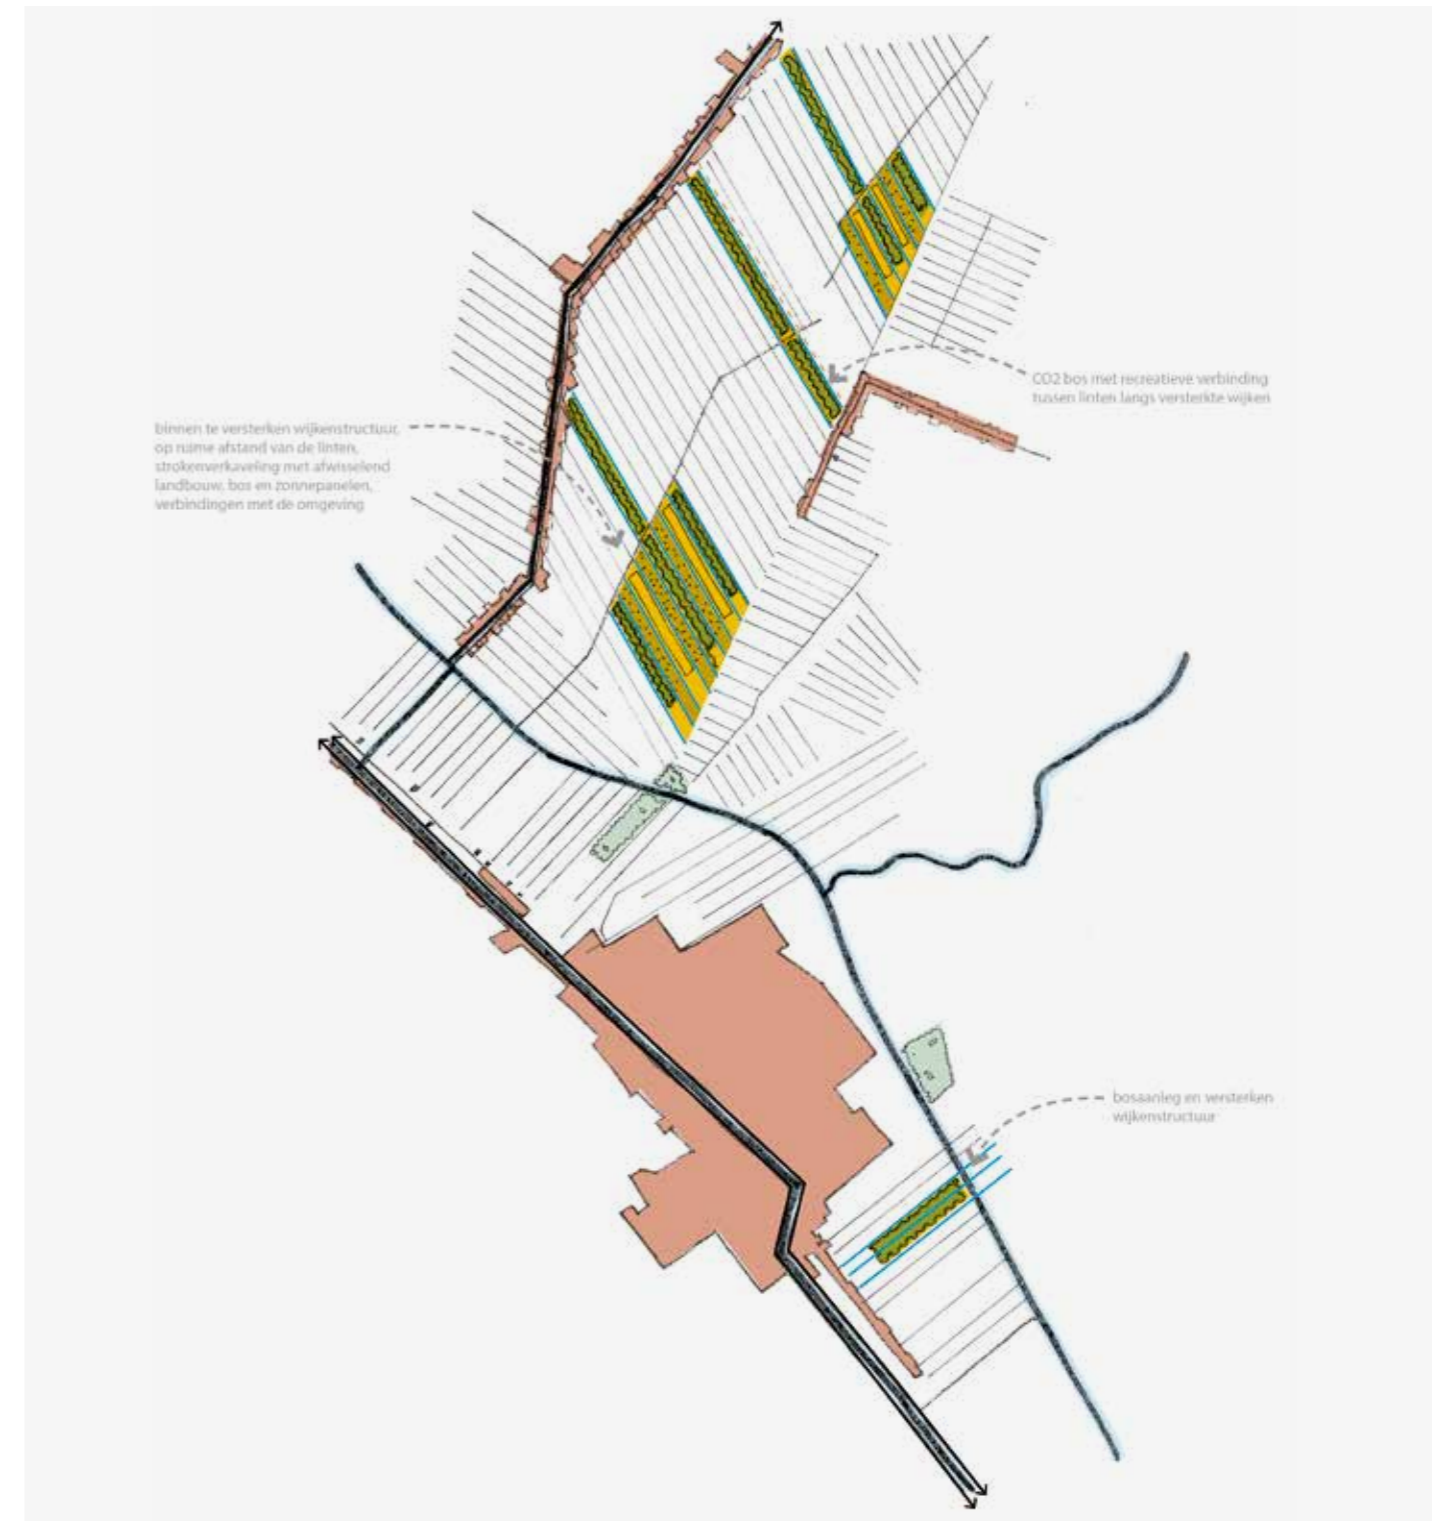 CO2 bos met recreatieve verbinding
tussen linten langs versterkte wijken
binnen te versterken wijkenstructuur,
op ruime afstand van de linten,
strokenverkaveling met afwisselend
landbouw, bos en zonnepanelen,
verbindingen met de omgeving
bosaanleg en versterken
wijkenstructuur